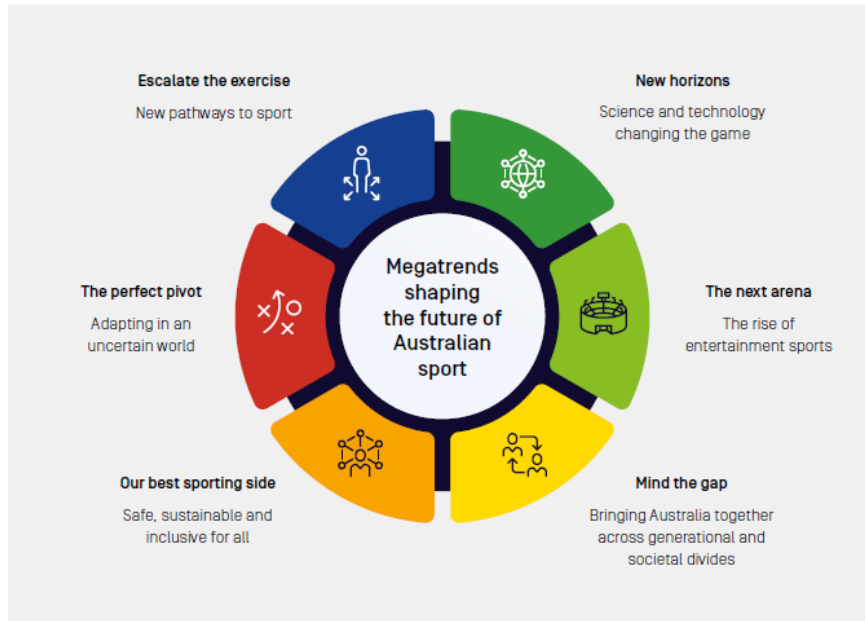 Escalate the exercise
New pathways to sport
New horizons
Science and technology
changing the game
The perfect pivot
Adapting in an
uncertain world
Megatrends
shaping
the future of
Australian
sport
The next arena
The rise of
entertainment sports
Our best sporting side
Safe, sustainable and
inclusive for all
Mind the gap
Bringing Australia together
across generational and
societal divides